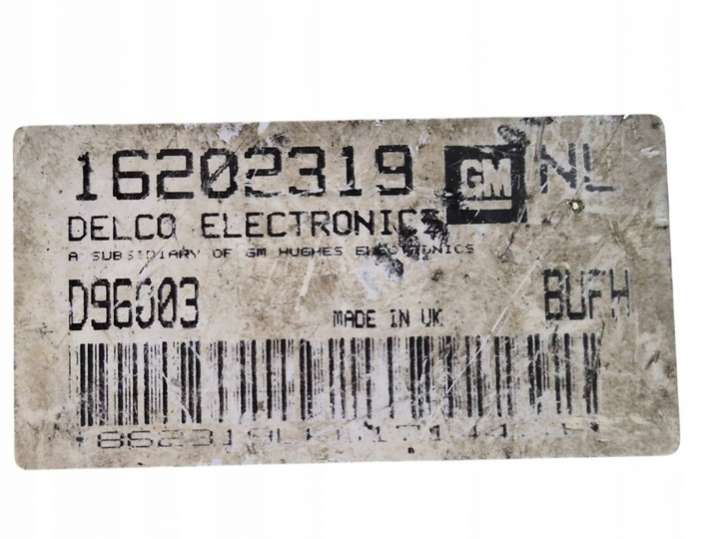 16202319 GM NL
DELCO ELECTRONICS
A SUBSIDIARY OF GM HUGHES ELECTRONICS
D96003 MADE IN UK BUFH